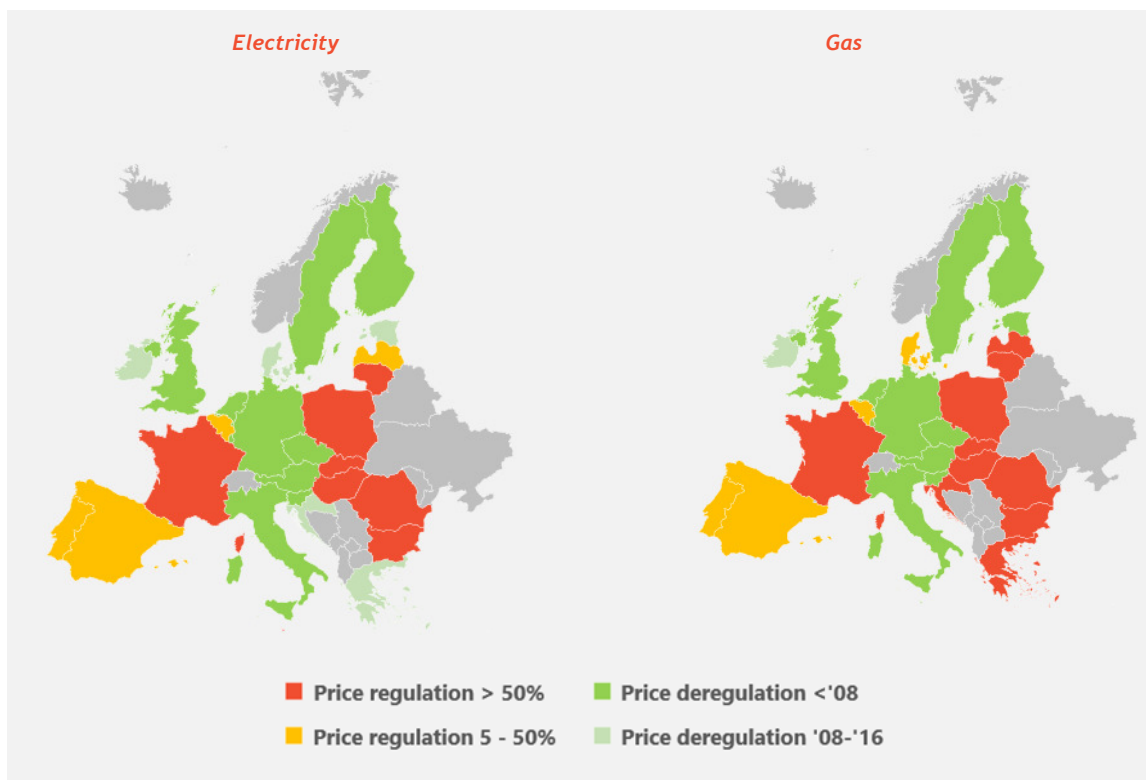 Electricity
Gas
Price regulation > 50%
Price deregulation <'08
Price regulation 5 - 50%
Price deregulation '08-'16